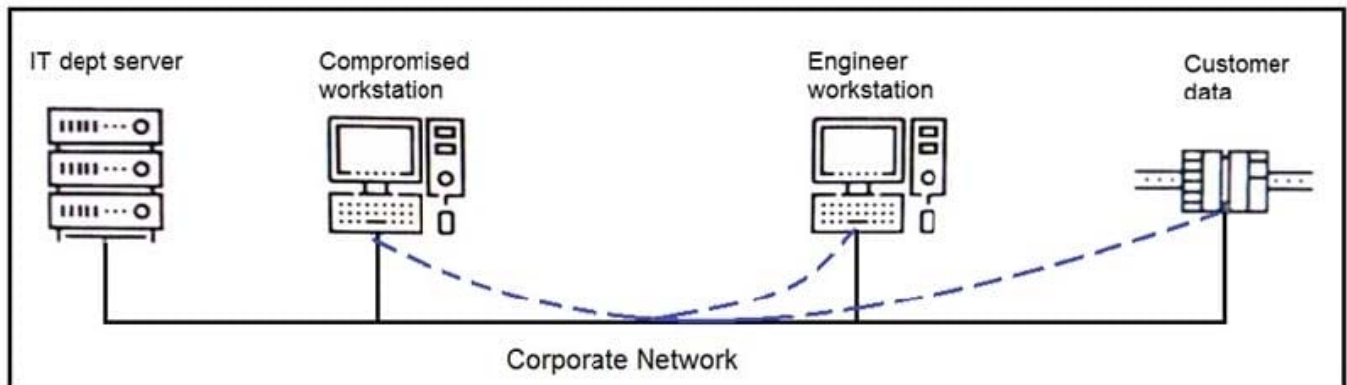 IT dept server
Compromised
workstation
Engineer
workstation
Customer
data
Corporate Network